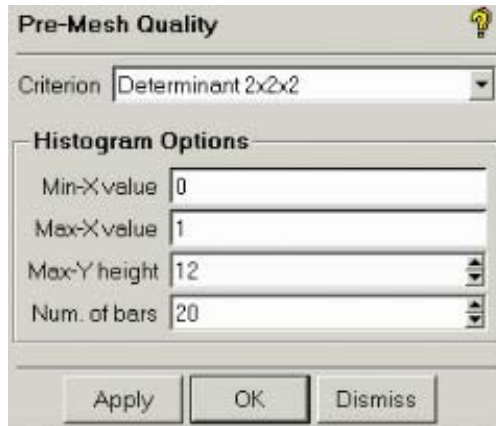 Pre-Mesh Quality
Criterion Determinant 2x2x2
Histogram Options
Min-X value 0
Max-X value 1
Max-Y height 12
Num. of bars 20
Apply OK Dismiss